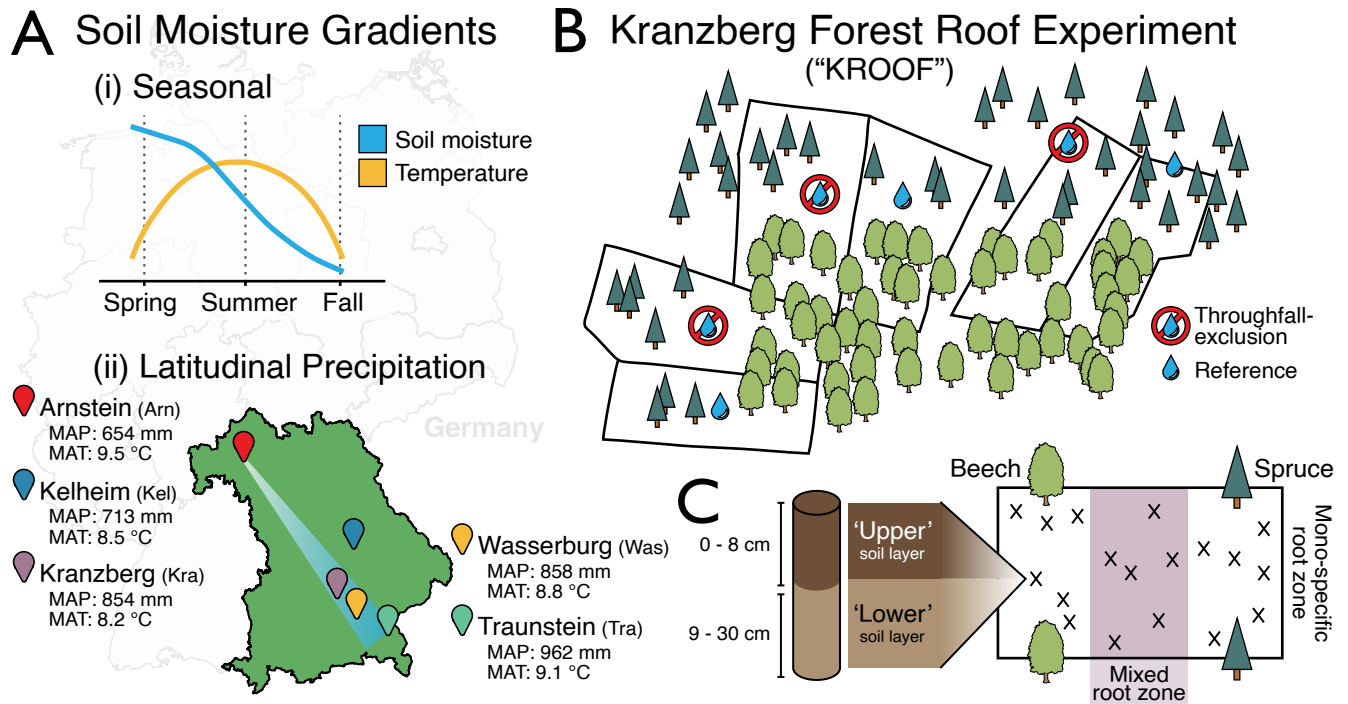 A Soil Moisture Gradients
(i) Seasonal
Soil moisture
Temperature
Spring Summer Fall
(ii) Latitudinal Precipitation
Arnstein (Arn)
MAP: 654 mm
MAT: 9.5 °C
Kelheim (Kel)
MAP: 713 mm
MAT: 8.5 °C
Kranzberg (Kra)
MAP: 854 mm
MAT: 8.2 °C
Germany
Wasserburg (Was)
MAP: 858 mm
MAT: 8.8 °C
Traunstein (Tra)
MAP: 962 mm
MAT: 9.1 °C
B Kranzberg Forest Roof Experiment
(“KROOF”)
Throughfall-
exclusion
Reference
C
0 - 8 cm
9 - 30 cm
‘Upper’
soil layer
‘Lower’
soil layer
Beech
Spruce
Mixed
root zone
Mono-specific
root zone
X X X X X X X X X X X X X X X X X X X